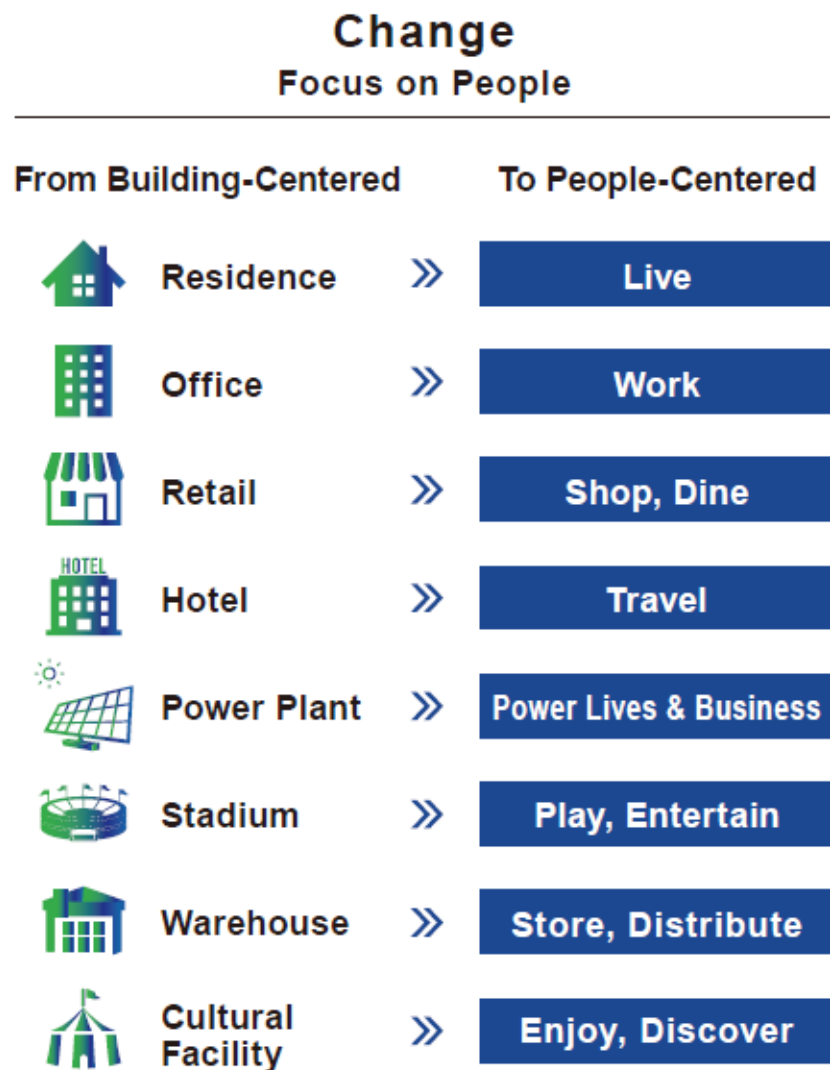 Change
Focus on People
From Building-Centered
To People-Centered
Residence
Live
Office
Work
Retail
Shop, Dine
HOTEL
Hotel
Travel
Power Plant
Power Lives & Business
Stadium
Play, Entertain
Warehouse
Store, Distribute
Cultural
Facility
Enjoy, Discover